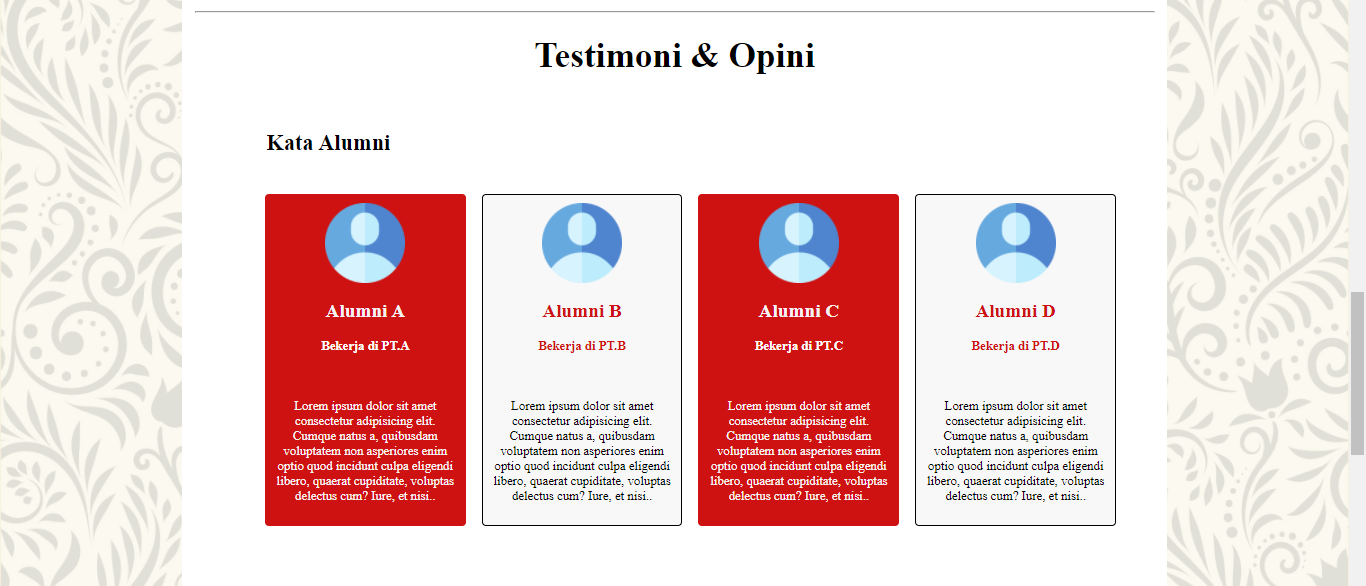 Testimoni & Opini
Kata Alumni
Alumni A
Bekerja di PT.A
Lorem ipsum dolor sit amet
consectetur adipisicing elit.
Cumque natus a, quibusdam
voluptatem non asperiores enim
optio quod incidunt culpa eligendi
libero, quaerat cupiditate, voluptas
delectus cum? Iure, et nisi..
Alumni B
Bekerja di PT.B
Lorem ipsum dolor sit amet
consectetur adipisicing elit.
Cumque natus a, quibusdam
voluptatem non asperiores enim
optio quod incidunt culpa eligendi
libero, quaerat cupiditate, voluptas
delectus cum? Iure, et nisi..
Alumni C
Bekerja di PT.C
Lorem ipsum dolor sit amet
consectetur adipisicing elit.
Cumque natus a, quibusdam
voluptatem non asperiores enim
optio quod incidunt culpa eligendi
libero, quaerat cupiditate, voluptas
delectus cum? Iure, et nisi..
Alumni D
Bekerja di PT.D
Lorem ipsum dolor sit amet
consectetur adipisicing elit.
Cumque natus a, quibusdam
voluptatem non asperiores enim
optio quod incidunt culpa eligendi
libero, quaerat cupiditate, voluptas
delectus cum? Iure, et nisi..